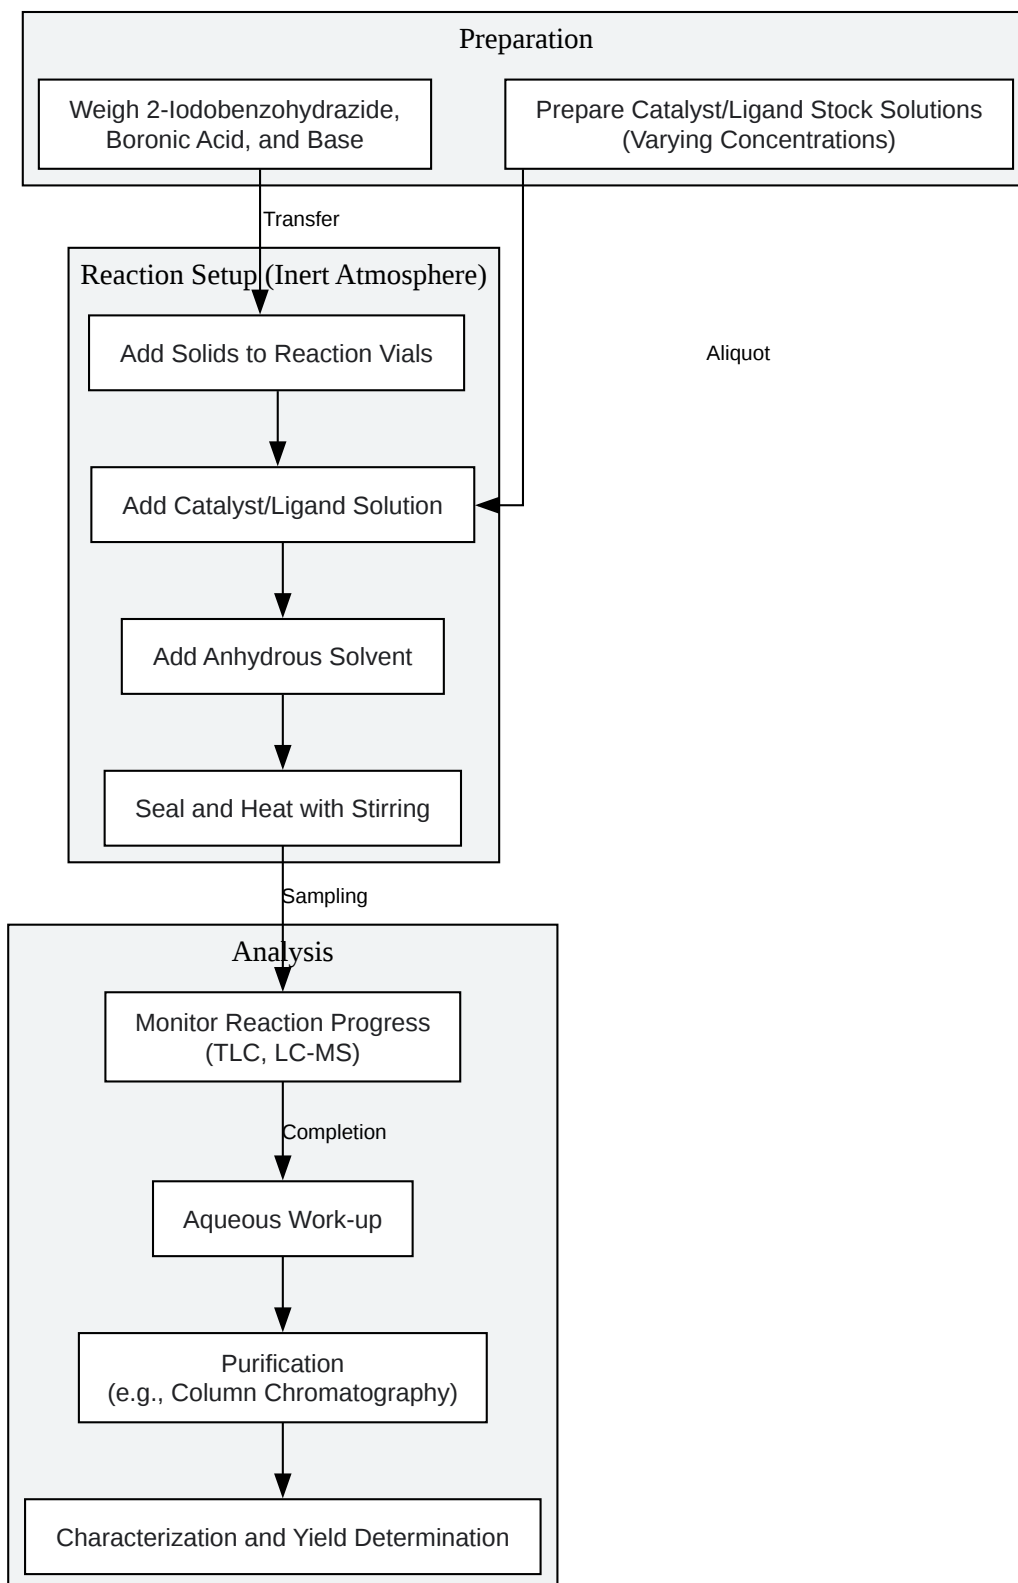 Preparation
Weigh 2-Iodobenzohydrazide,
Boronic Acid, and Base
Prepare Catalyst/Ligand Stock Solutions
(Varying Concentrations)
Transfer
Reaction Setup (Inert Atmosphere)
Add Solids to Reaction Vials
Aliquot
Add Catalyst/Ligand Solution
Add Anhydrous Solvent
Seal and Heat with Stirring
Sampling
Analysis
Monitor Reaction Progress
(TLC, LC-MS)
Completion
Aqueous Work-up
Purification
(e.g., Column Chromatography)
Characterization and Yield Determination